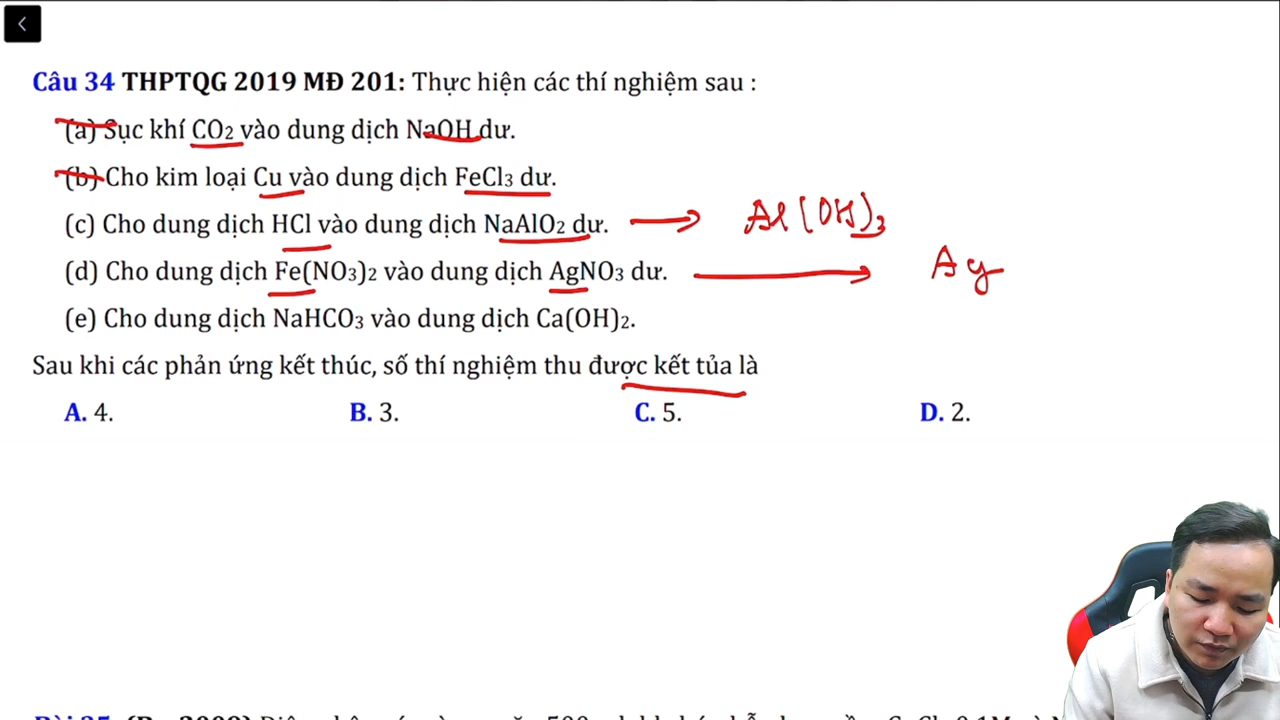 Câu 34 THPTQG 2019 MĐ 201: Thực hiện các thí nghiệm sau :
(a) Sục khí CO₂ vào dung dịch NaOH dư.
(b) Cho kim loại Cu vào dung dịch FeCl₃ dư.
(c) Cho dung dịch HCl vào dung dịch NaAlO₂ dư. → Al(OH)₃
(d) Cho dung dịch Fe(NO₃)₂ vào dung dịch AgNO₃ dư. → Ag
(e) Cho dung dịch NaHCO₃ vào dung dịch Ca(OH)₂.
Sau khi các phản ứng kết thúc, số thí nghiệm thu được kết tủa là
A. 4. B. 3. C. 5. D. 2.